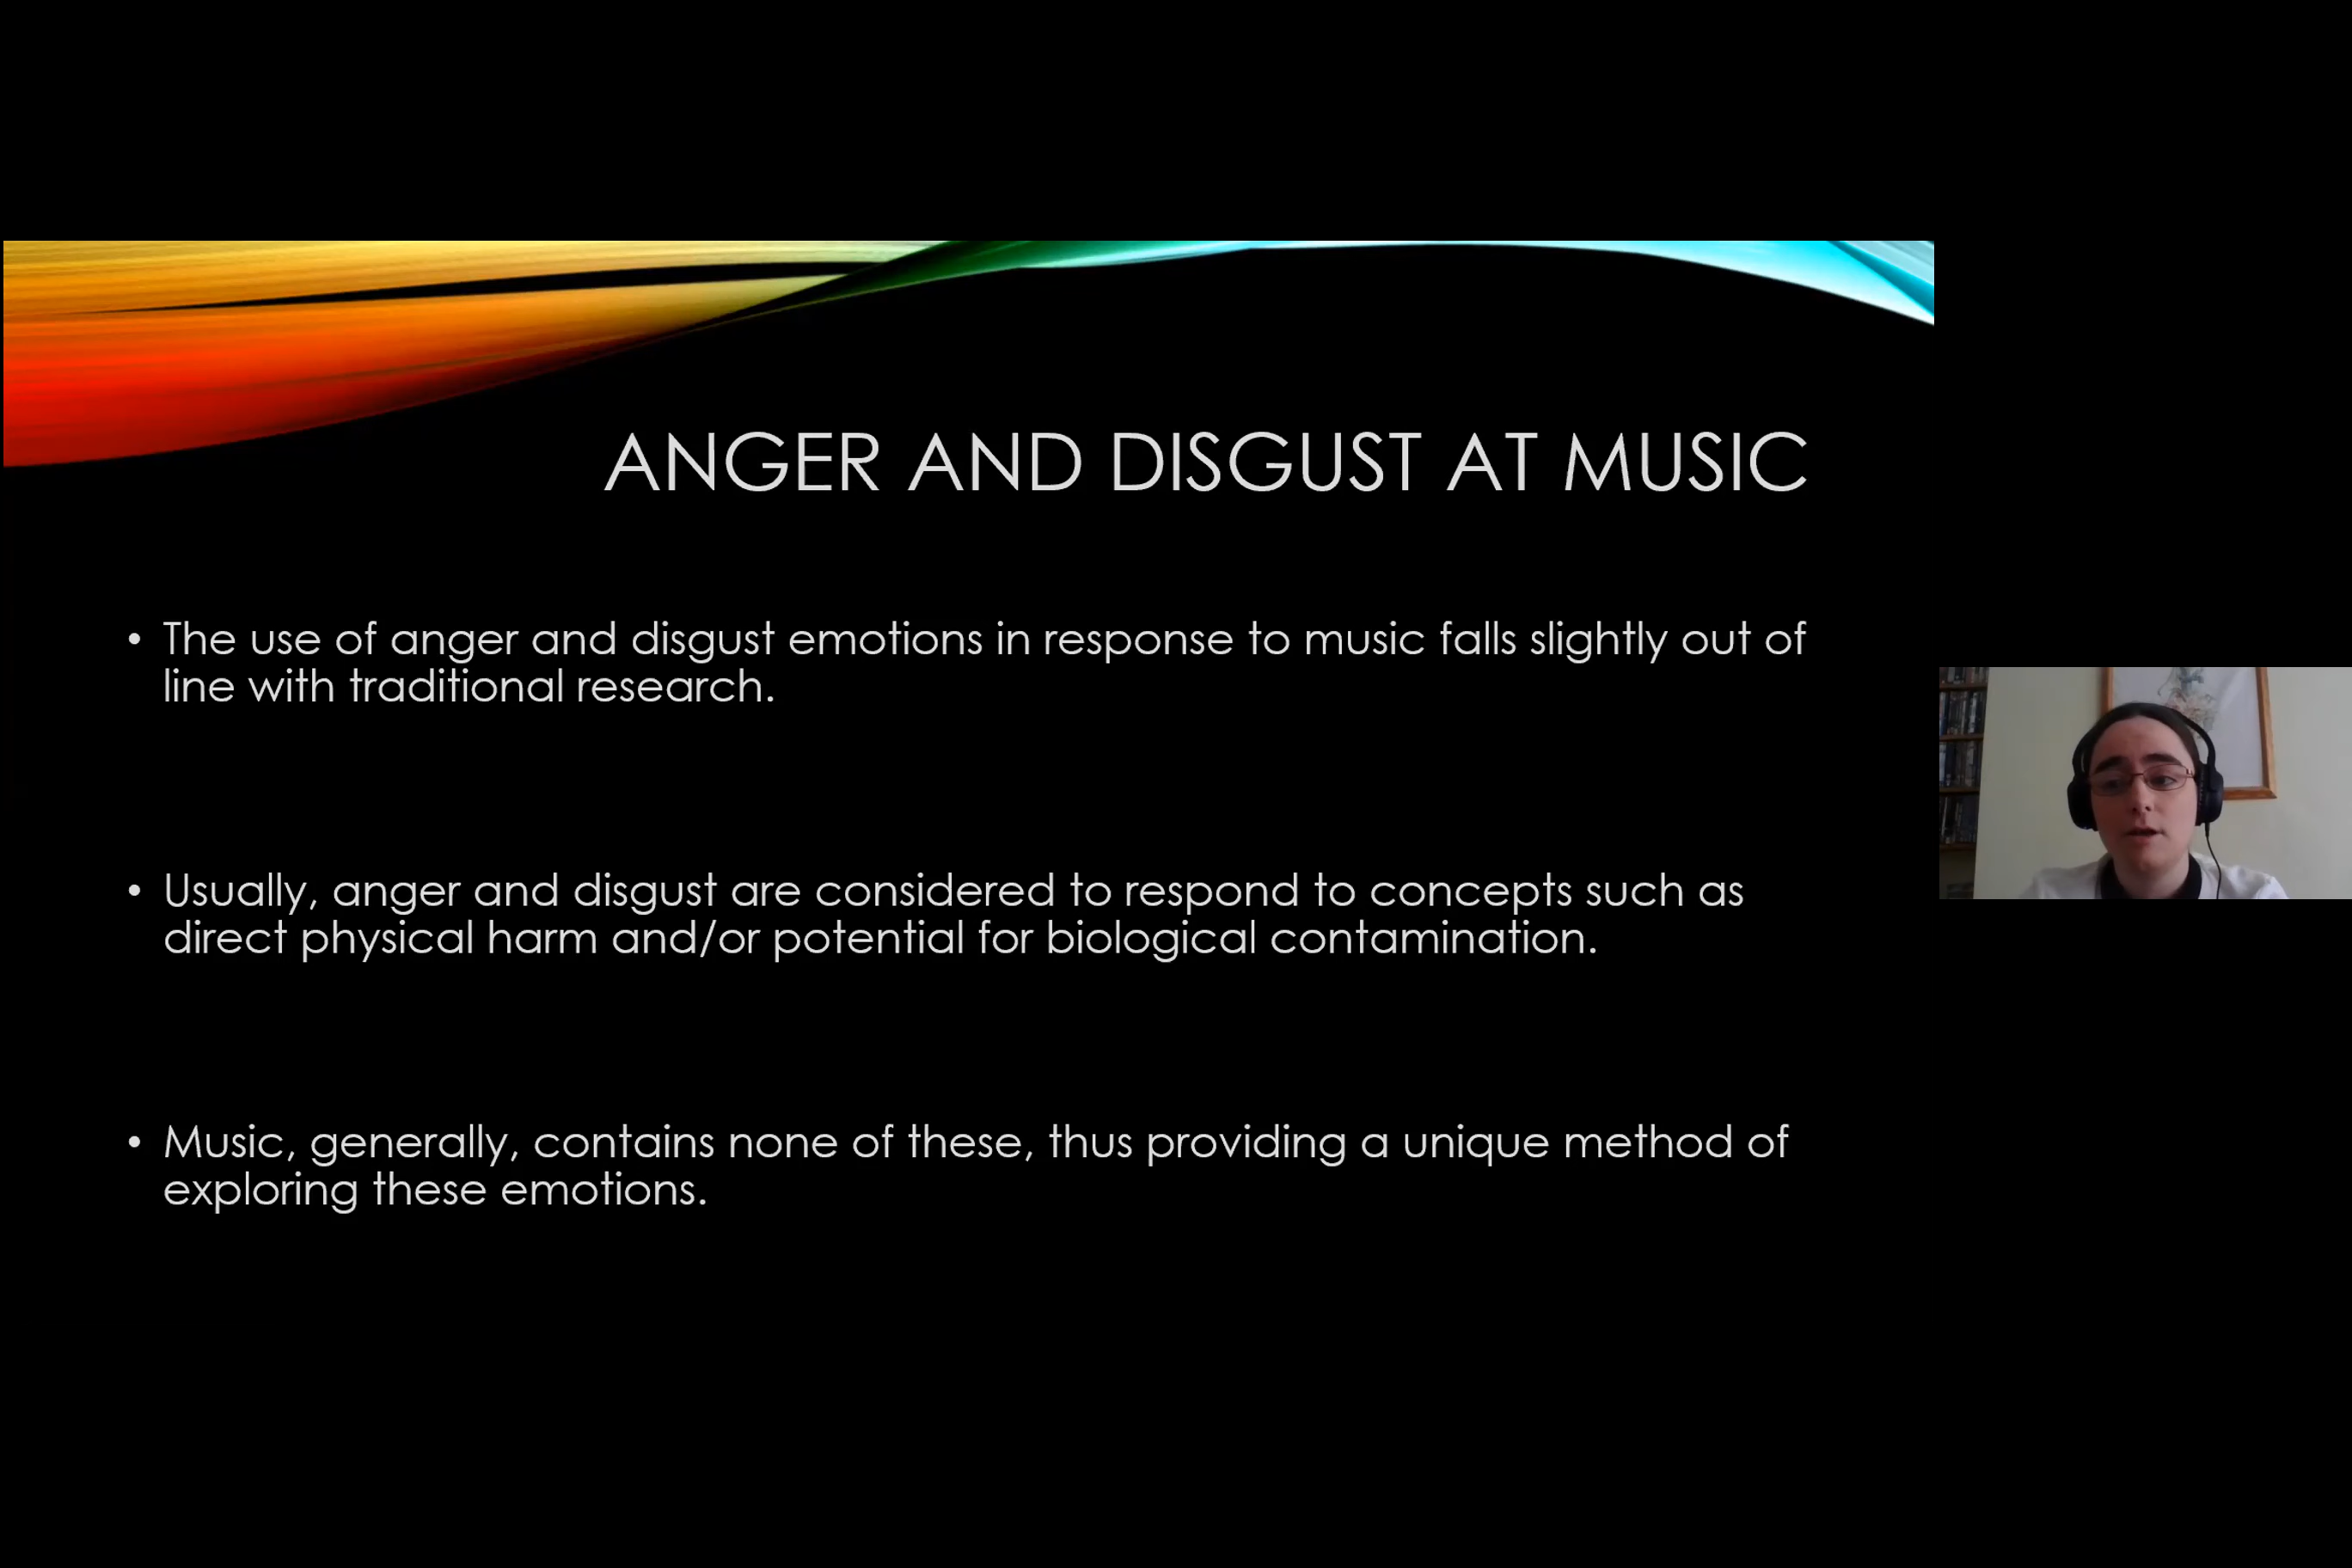 ANGER AND DISGUST AT MUSIC
• The use of anger and disgust emotions in response to music falls slightly out of
line with traditional research.
• Usually, anger and disgust are considered to respond to concepts such as
direct physical harm and/or potential for biological contamination.
• Music, generally, contains none of these, thus providing a unique method of
exploring these emotions.